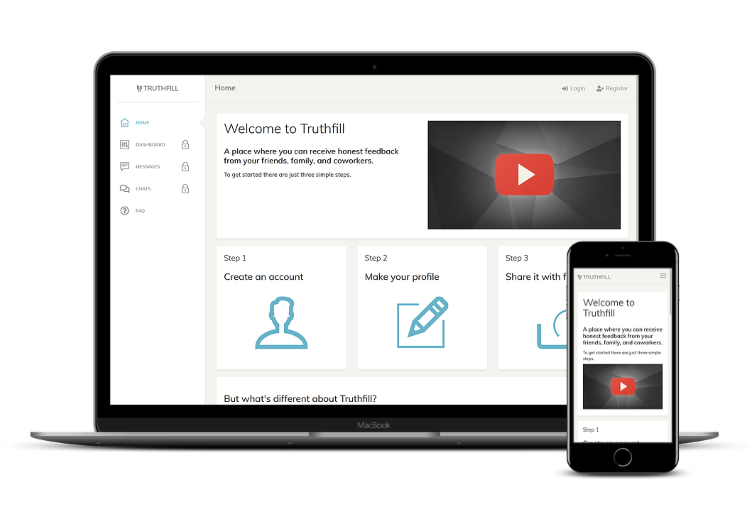 TRUTHFILL
Home
Login
Register
HOME
DASHBOARD
MESSAGES
CHATS
FAQ
Welcome to Truthfill
A place where you can receive honest feedback
from your friends, family, and coworkers.
To get started there are just three simple steps.
Step 1
Create an account
Step 2
Make your profile
Step 3
Share it with f
But what's different about Truthfill?
MacBook
TRUTHFILL
Welcome to
Truthfill
A place where you can receive
honest feedback from your
friends, family, and coworkers.
To get started there are just three simple
steps.
Step 1
Create an account